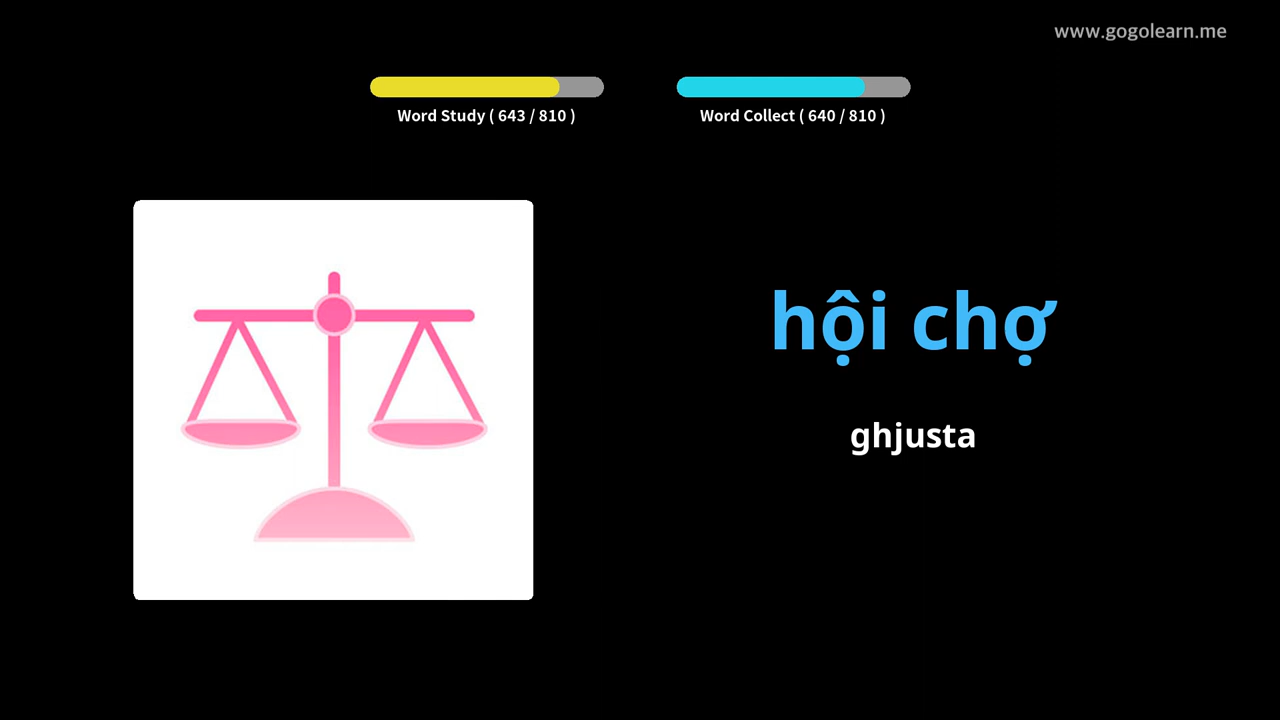 www.gogolearn.me
Word Study ( 643 / 810 )
Word Collect ( 640 / 810 )
hội chợ
ghjusta